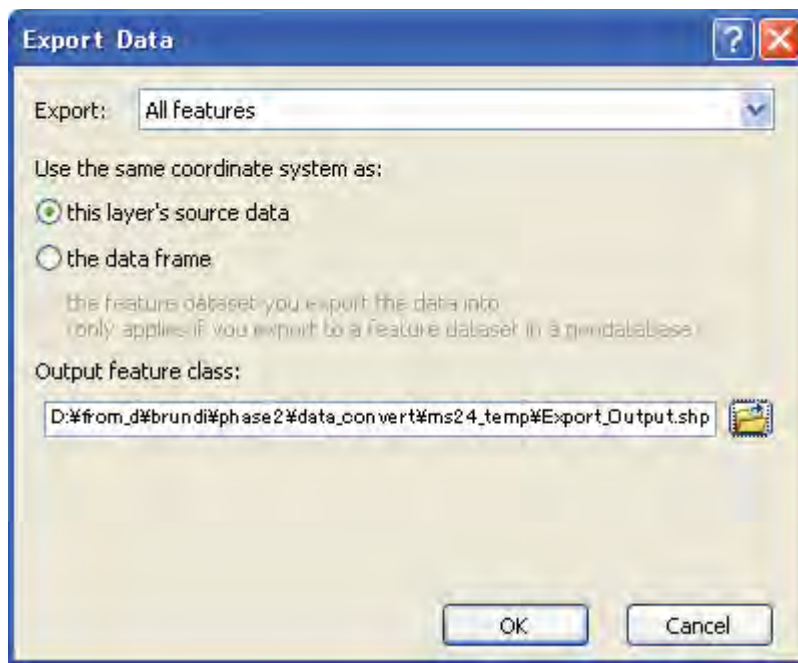 Export Data
Export: All features
Use the same coordinate system as:
this layer's source data
the data frame
the feature dataset you export the data into
(only applies if you export to a feature dataset in a geodatabase)
Output feature class:
D:¥from_d¥brundi¥phase2¥data_convert¥ms24_temp¥Export_Output.shp
OK Cancel